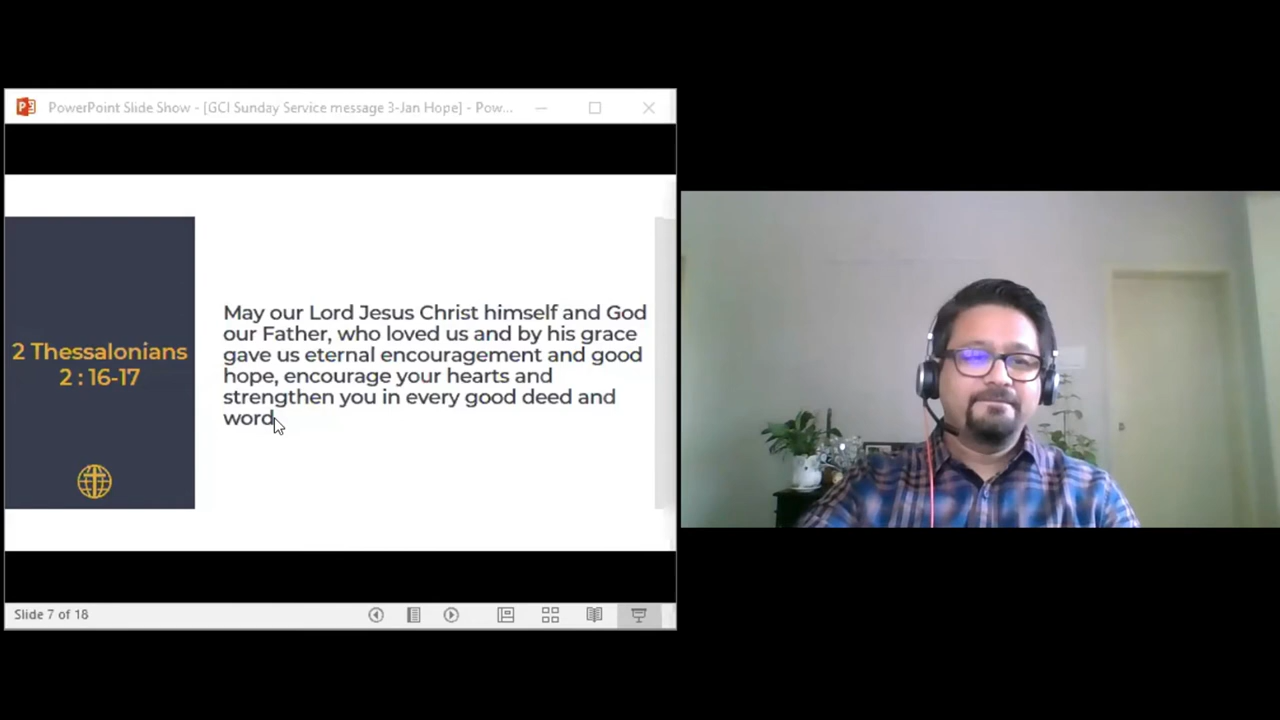 PowerPoint Slide Show - [GCI Sunday Service message 3-Jan Hope] - Pow...
2 Thessalonians
2 : 16-17
May our Lord Jesus Christ himself and God
our Father, who loved us and by his grace
gave us eternal encouragement and good
hope, encourage your hearts and
strengthen you in every good deed and
word.
Slide 7 of 18